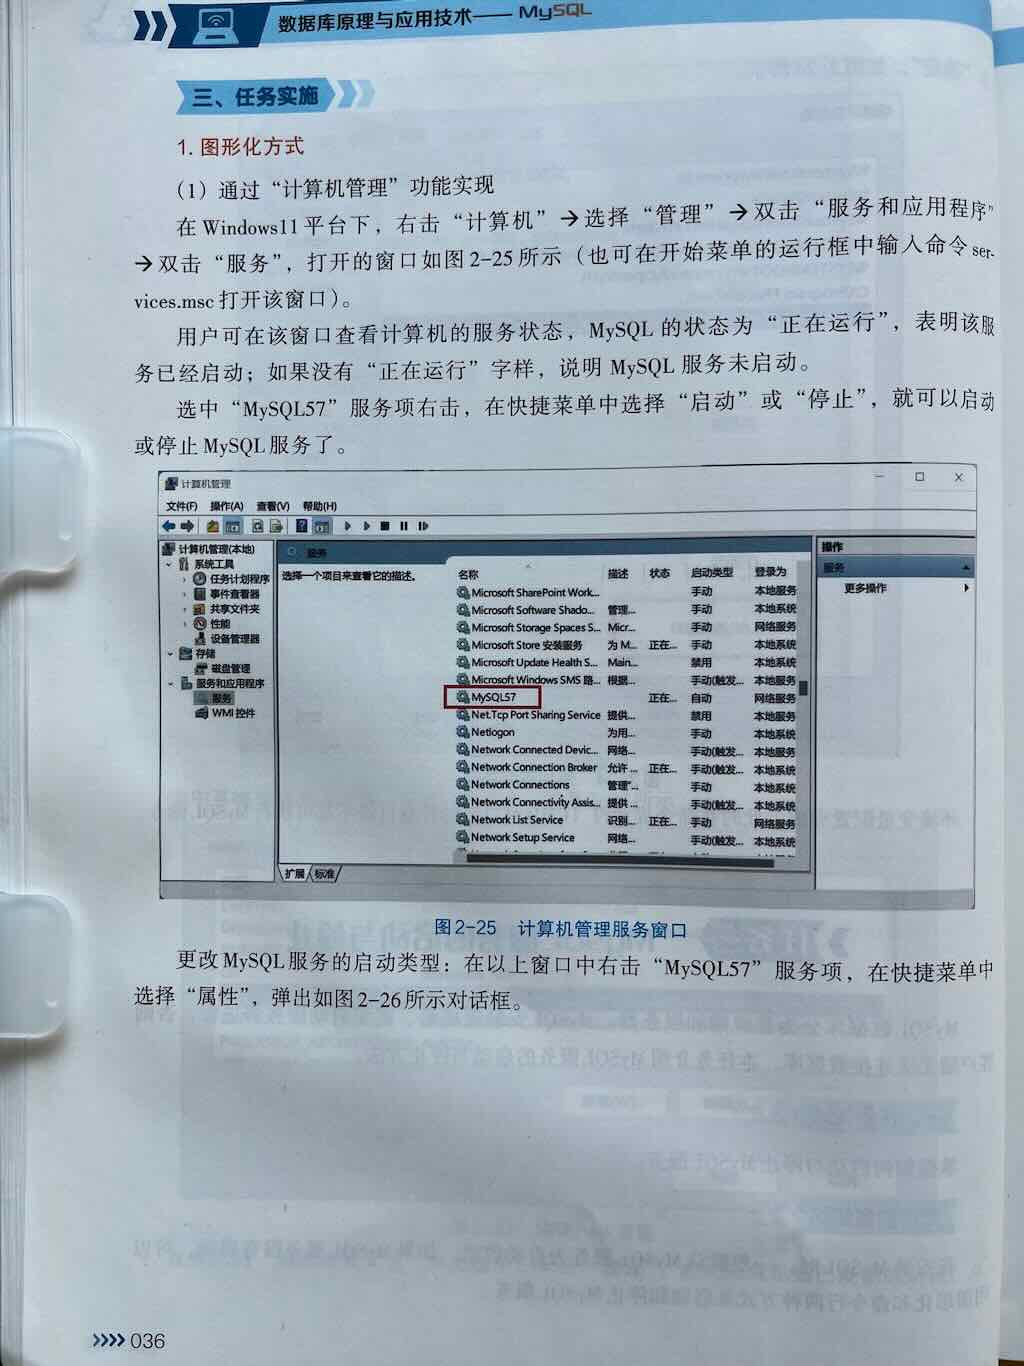 数据库原理与应用技术——MySQL
三、任务实施
1. 图形化方式
（1）通过“计算机管理”功能实现
在 Windows11 平台下，右击“计算机”→选择“管理”→双击“服务和应用程序”
→双击“服务”，打开的窗口如图 2-25 所示（也可在开始菜单的运行框中输入命令 ser-
vices.msc 打开该窗口）。
用户可在该窗口查看计算机的服务状态，MySQL 的状态为“正在运行”，表明该服
务已经启动；如果没有“正在运行”字样，说明 MySQL 服务未启动。
选中“MySQL57”服务项右击，在快捷菜单中选择“启动”或“停止”，就可以启动
或停止 MySQL 服务了。
计算机管理
文件(F) 操作(A) 查看(V) 帮助(H)
计算机管理(本地)
系统工具
任务计划程序
事件查看器
共享文件夹
性能
设备管理器
存储
磁盘管理
服务和应用程序
服务
WMI 控件
服务
选择一个项目来查看它的描述。
名称 描述 状态 启动类型 登录为
Microsoft SharePoint Work... 手动 本地服务
Microsoft Software Shado... 管理... 手动 本地系统
Microsoft Storage Spaces S... Micr... 手动 网络服务
Microsoft Store 安装服务 为 M... 正在... 手动 本地系统
Microsoft Update Health S... Main... 禁用 本地系统
Microsoft Windows SMS 路... 根据... 手动(触发... 本地服务
MySQL57 正在... 自动 网络服务
Net.Tcp Port Sharing Service 提供... 禁用 本地服务
Netlogon 为用... 手动 本地系统
Network Connected Devic... 网络... 手动(触发... 本地服务
Network Connection Broker 允许 ... 正在... 手动(触发... 本地系统
Network Connections 管理“... 手动 本地系统
Network Connectivity Assis... 提供 ... 手动(触发... 本地系统
Network List Service 识别... 正在... 手动 网络服务
Network Setup Service 网络... 手动(触发... 本地系统
扩展 标准
操作
服务
更多操作
图 2-25 计算机管理服务窗口
更改 MySQL 服务的启动类型：在以上窗口中右击“MySQL57”服务项，在快捷菜单中
选择“属性”，弹出如图 2-26 所示对话框。
036